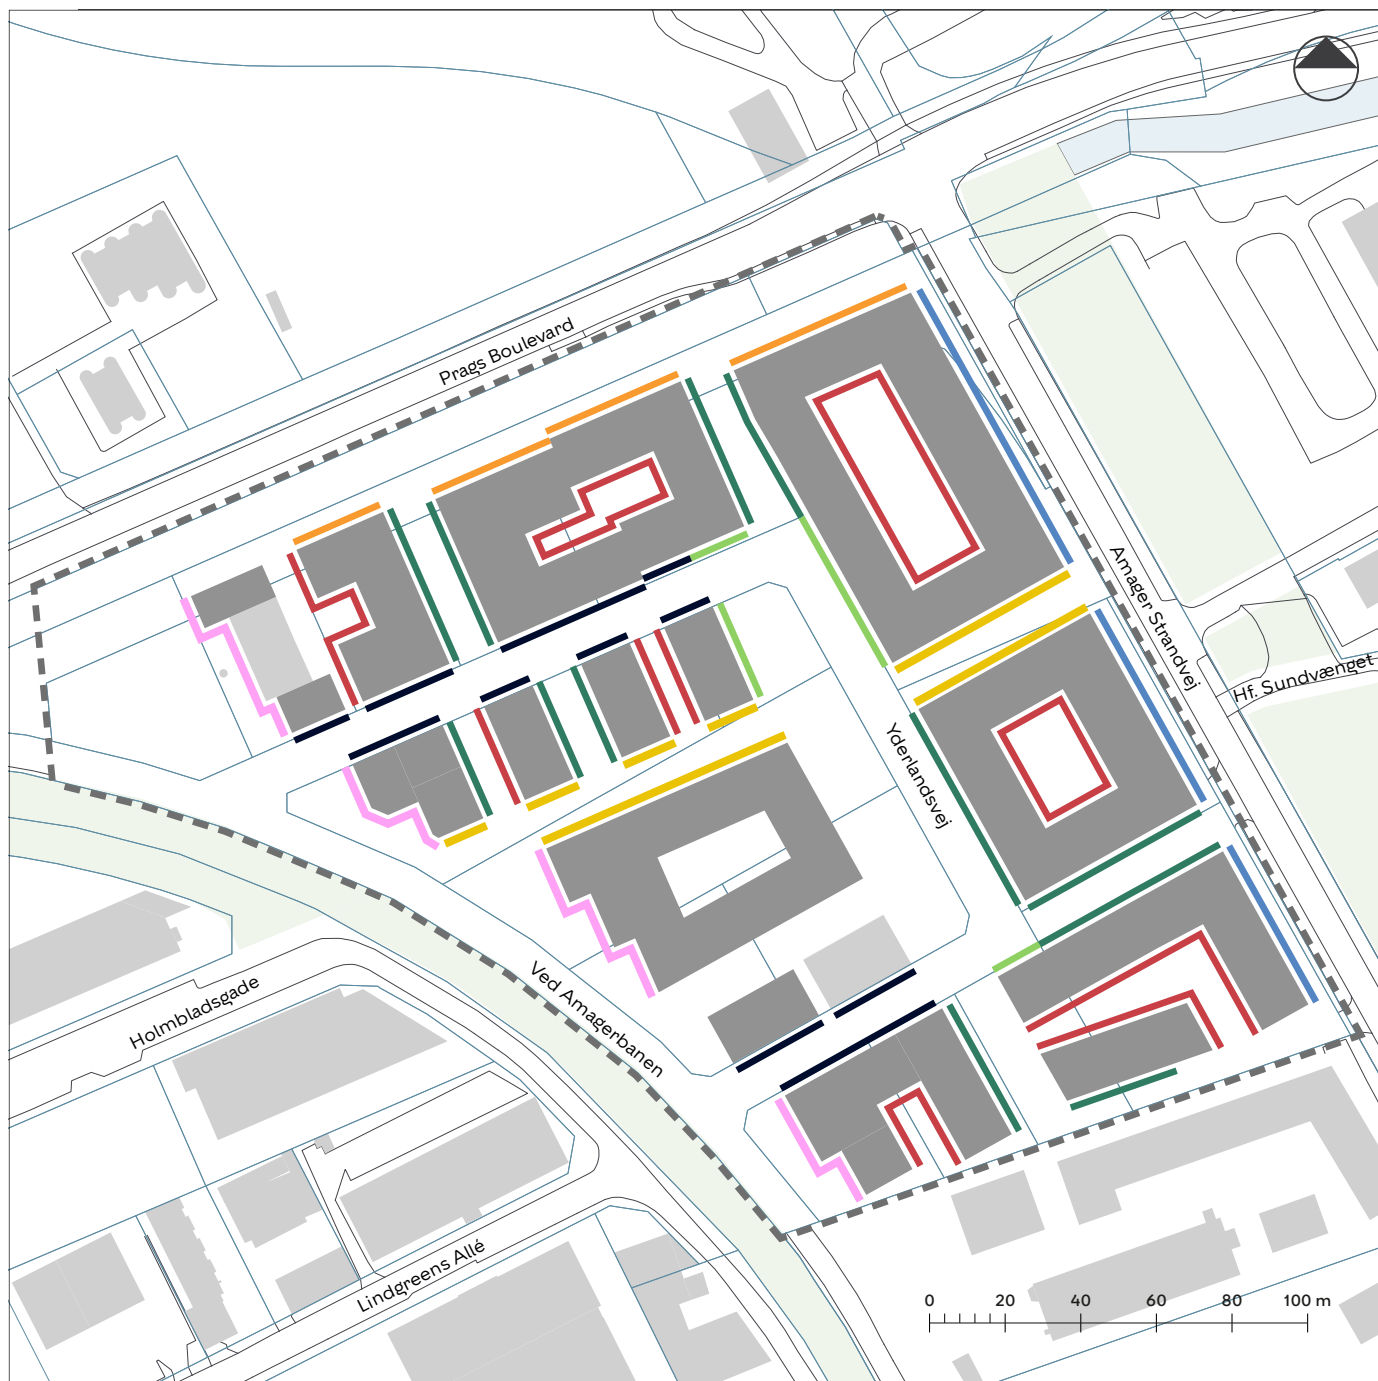 Prags Boulevard
Amager Strandvej
Hf. Sundvænget
Yderlandsvej
Ved Amagerbanen
Holmbladsgade
Lindgreens Allé
0 20 40 60 80 100 m